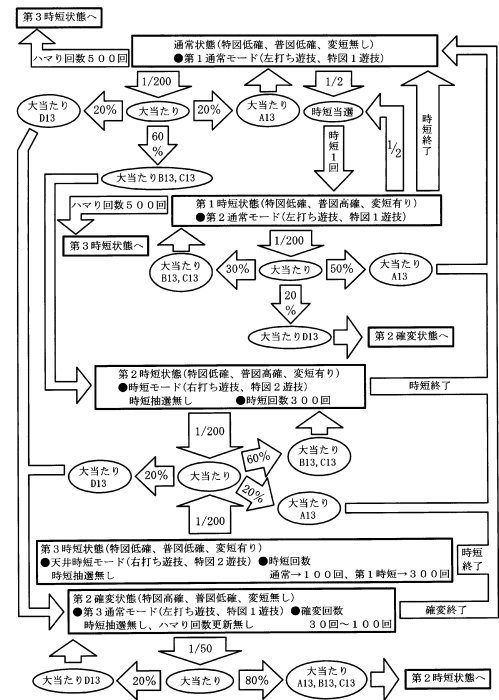 第3時短状態へ
ハマり回数500回
通常状態(特図低確、普図低確、変短無し)
●第1通常モード(左打ち遊技、特図1遊技)
1/200
1/2
大当たり
D13
20%
大当たり
20%
大当たり
A13
時短当選
60
%
時短1回
1/2
時短終了
大当たりB13,C13
ハマり回数500回
第1時短状態(特図低確、普図高確、変短有り)
●第2通常モード(左打ち遊技、特図1遊技)
第3時短状態へ
1/200
大当たり
B13,C13
30%
大当たり
50%
大当たり
A13
20
%
大当たりD13
第2確変状態へ
第2時短状態(特図低確、普図高確、変短有り)
●時短モード(右打ち遊技、特図2遊技)
時短抽選無し ●時短回数300回
時短終了
1/200
60%
大当たり
B13,C13
大当たり
D13
20%
大当たり
20%
大当たり
A13
1/200
第3時短状態(特図低確、普図低確、変短有り)
●天井時短モード(右打ち遊技、特図2遊技) ●時短回数
時短抽選無し 通常→100回、第1時短→300回
時短
終了
第2確変状態(特図高確、普図低確、変短無し)
●第3通常モード(左打ち遊技、特図1遊技) ●確変回数
時短抽選無し、ハマり回数更新無し 30回~100回
確変終了
1/50
大当たりD13
20%
大当たり
80%
大当たり
A13,B13,C13
第2時短状態へ